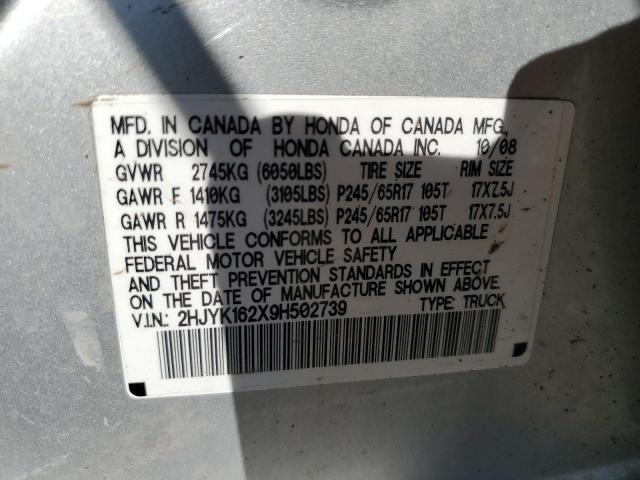 MFD. IN CANADA BY HONDA OF CANADA MFG.,
A DIVISION OF HONDA CANADA INC. 10/08
GVWR 2745KG (6050LBS) TIRE SIZE RIM SIZE
GAWR F 1410KG (3105LBS) P245/65R17 105T 17X7.5J
GAWR R 1475KG (3245LBS) P245/65R17 105T 17X7.5J
THIS VEHICLE CONFORMS TO ALL APPLICABLE
FEDERAL MOTOR VEHICLE SAFETY
AND THEFT PREVENTION STANDARDS IN EFFECT
ON THE DATE OF MANUFACTURE SHOWN ABOVE.
V.I.N.: 2HJYK162X9H502739 TYPE: TRUCK